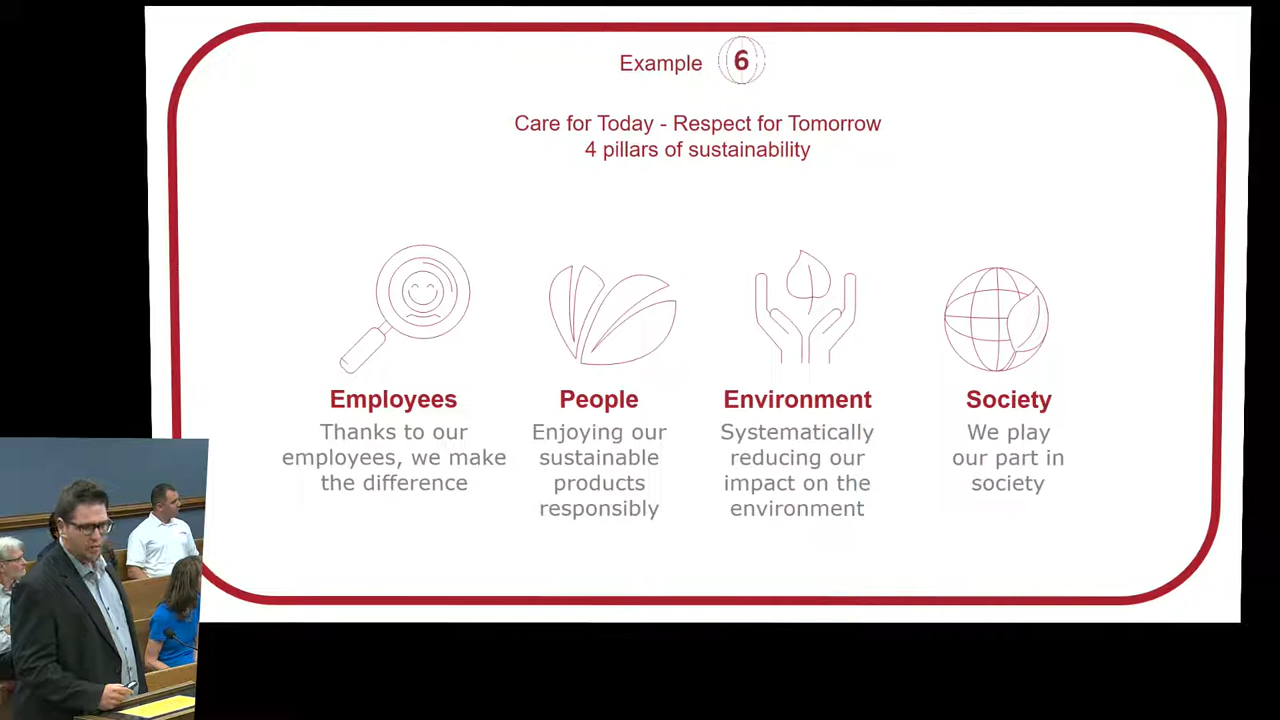 Example 6
Care for Today - Respect for Tomorrow
4 pillars of sustainability
Employees
Thanks to our
employees, we make
the difference
People
Enjoying our
sustainable
products
responsibly
Environment
Systematically
reducing our
impact on the
environment
Society
We play
our part in
society